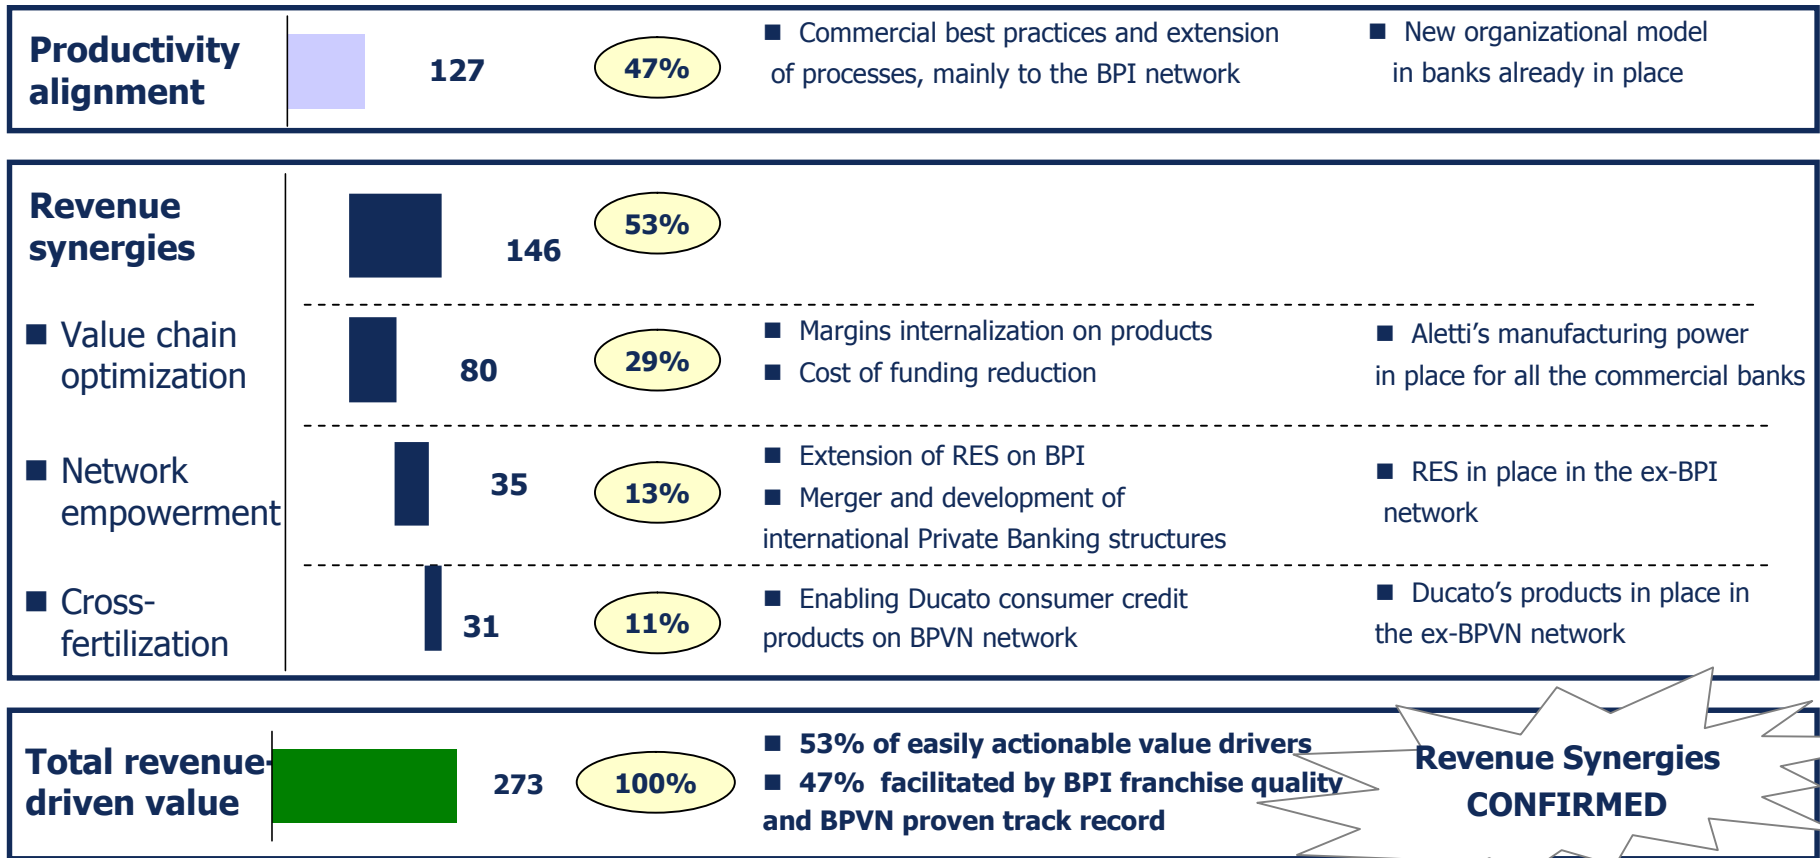 Productivity
alignment
127
47%
■ Commercial best practices and extension
of processes, mainly to the BPI network
■ New organizational model
in banks already in place
Revenue
synergies
146
53%
■ Value chain
optimization
80
29%
■ Margins internalization on products
■ Cost of funding reduction
■ Aletti’s manufacturing power
in place for all the commercial banks
■ Network
empowerment
35
13%
■ Extension of RES on BPI
■ Merger and development of
international Private Banking structures
■ RES in place in the ex-BPI
network
■ Cross-
fertilization
31
11%
■ Enabling Ducato consumer credit
products on BPVN network
■ Ducato’s products in place in
the ex-BPVN network
Total revenue-
driven value
273
100%
■ 53% of easily actionable value drivers
■ 47% facilitated by BPI franchise quality
and BPVN proven track record
Revenue Synergies
CONFIRMED